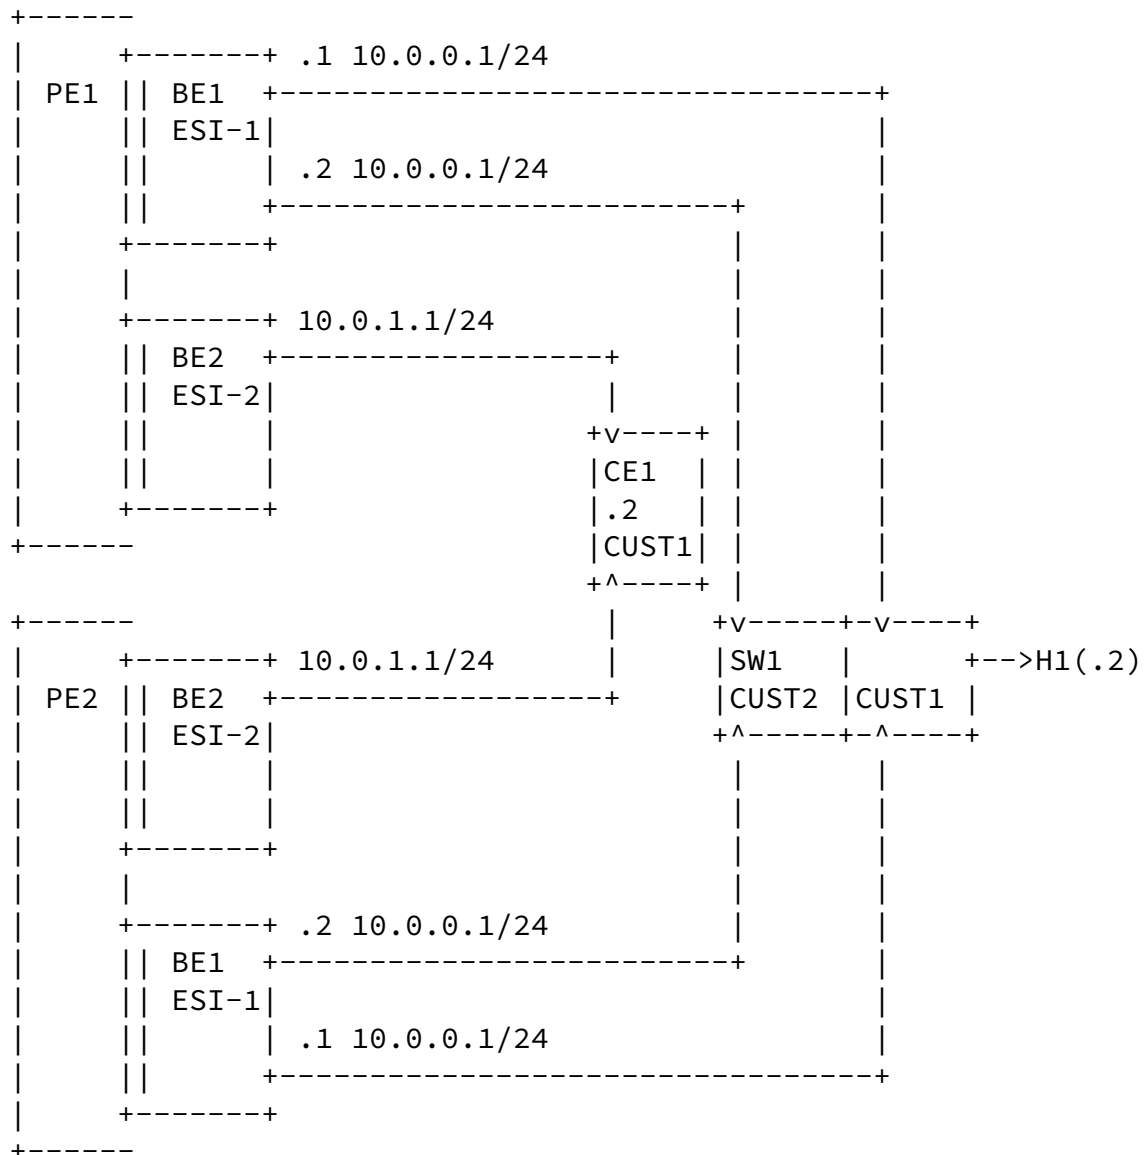 .1 10.0.0.1/24
PE1 BE1
ESI-1
.2 10.0.0.1/24
10.0.1.1/24
BE2
ESI-2
CE1
.2
CUST1
10.0.1.1/24 SW1 H1(.2)
PE2 BE2 CUST2 CUST1
ESI-2
.2 10.0.0.1/24
BE1
ESI-1
.1 10.0.0.1/24